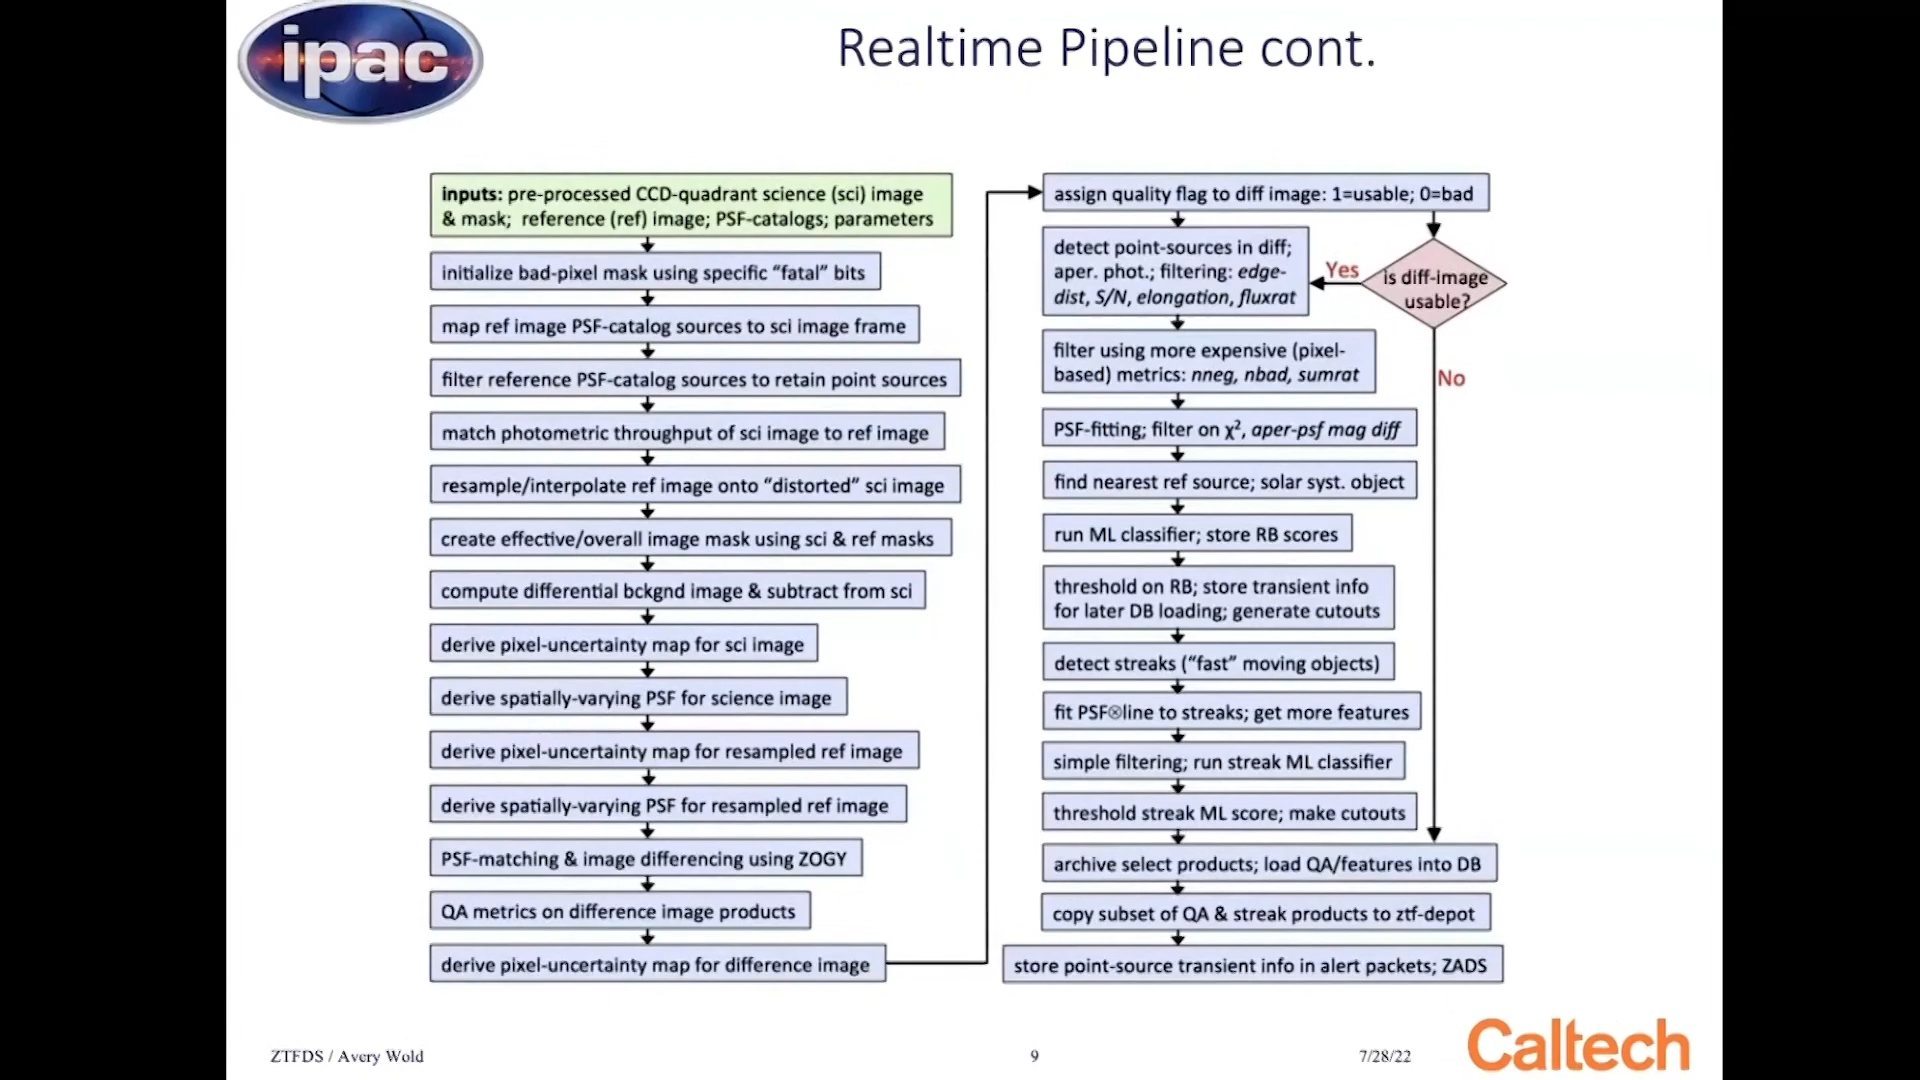 ipac
Realtime Pipeline cont.
inputs: pre-processed CCD-quadrant science (sci) image
& mask; reference (ref) image; PSF-catalogs; parameters
initialize bad-pixel mask using specific “fatal” bits
map ref image PSF-catalog sources to sci image frame
filter reference PSF-catalog sources to retain point sources
match photometric throughput of sci image to ref image
resample/interpolate ref image onto “distorted” sci image
create effective/overall image mask using sci & ref masks
compute differential bckgnd image & subtract from sci
derive pixel-uncertainty map for sci image
derive spatially-varying PSF for science image
derive pixel-uncertainty map for resampled ref image
derive spatially-varying PSF for resampled ref image
PSF-matching & image differencing using ZOGY
QA metrics on difference image products
derive pixel-uncertainty map for difference image
assign quality flag to diff image: 1=usable; 0=bad
is diff-image
usable?
Yes
No
detect point-sources in diff;
aper. phot.; filtering: edge-
dist, S/N, elongation, fluxrat
filter using more expensive (pixel-
based) metrics: nneg, nbad, sumrat
PSF-fitting; filter on χ², aper-psf mag diff
find nearest ref source; solar syst. object
run ML classifier; store RB scores
threshold on RB; store transient info
for later DB loading; generate cutouts
detect streaks (“fast” moving objects)
fit PSF⊗line to streaks; get more features
simple filtering; run streak ML classifier
threshold streak ML score; make cutouts
archive select products; load QA/features into DB
copy subset of QA & streak products to ztf-depot
store point-source transient info in alert packets; ZADS
ZTFDS / Avery Wold
9
7/28/22
Caltech